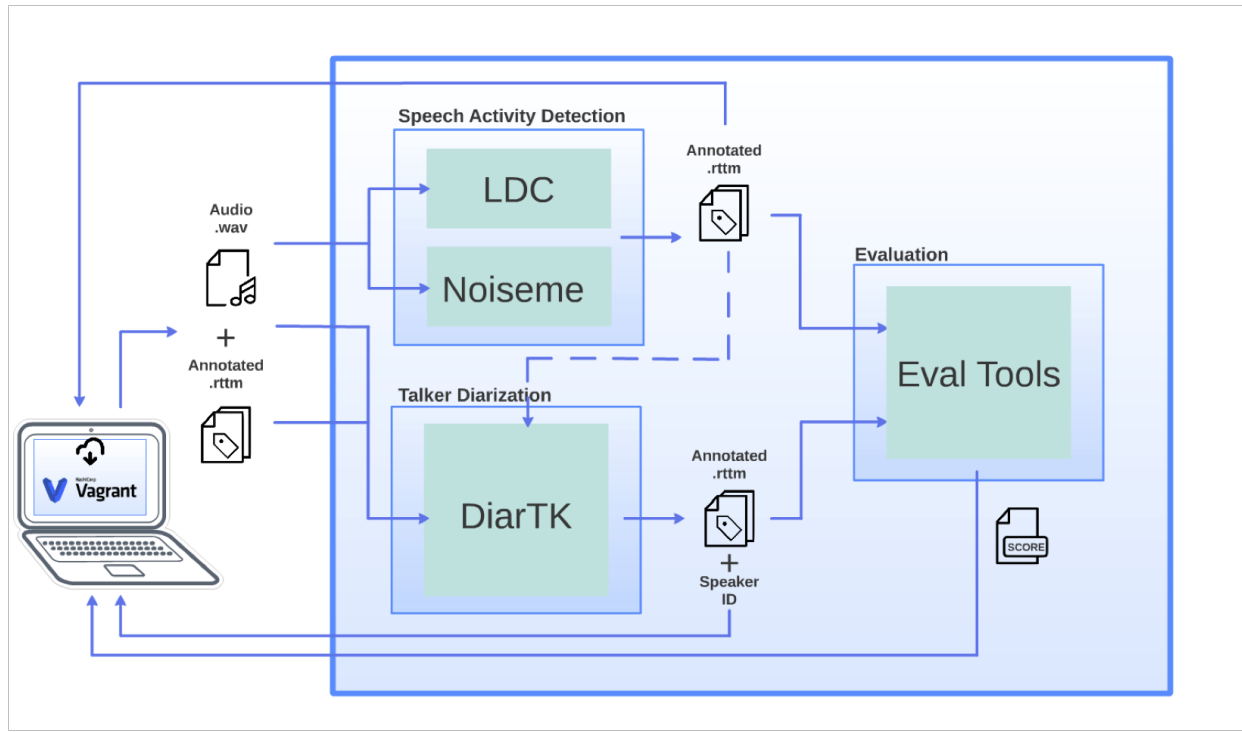 Speech Activity Detection
LDC
Noiseme
Annotated
.rttm
Audio
.wav
+
Annotated
.rttm
HashiCorp
Vagrant
Talker Diarization
DiarTK
Annotated
.rttm
+
Speaker
ID
Evaluation
Eval Tools
SCORE